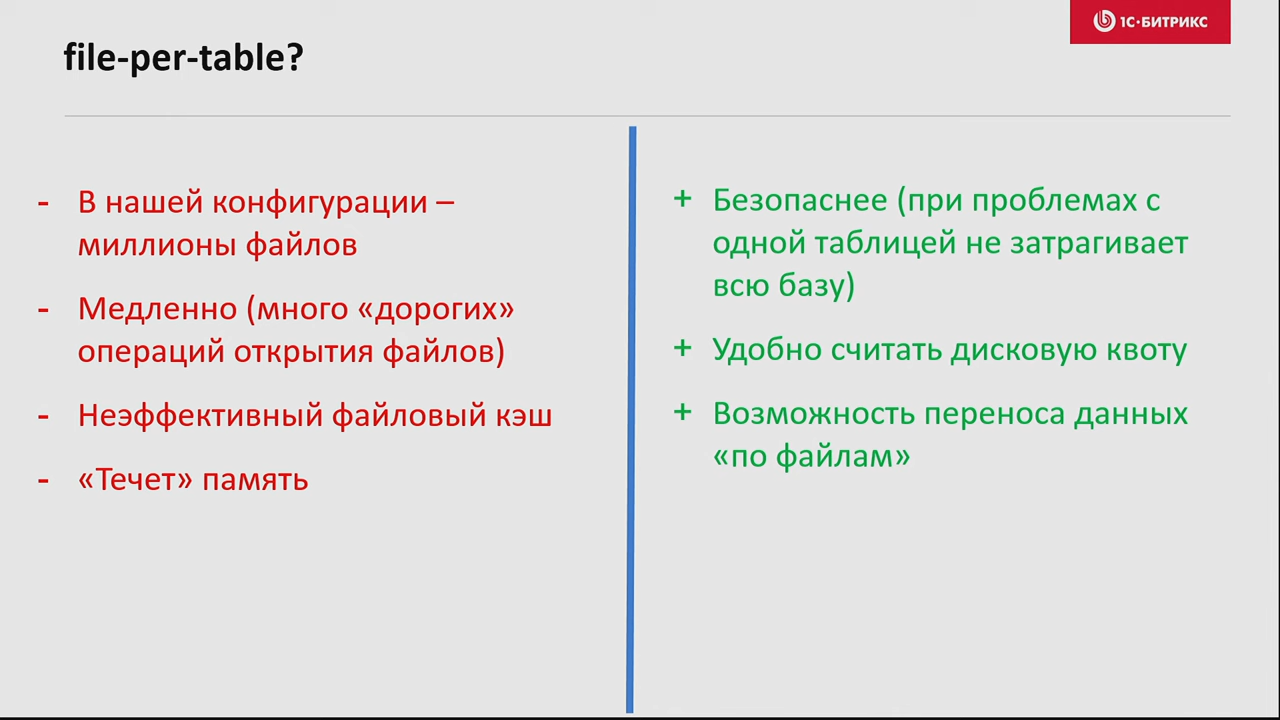 1С·БИТРИКС
file-per-table?
- В нашей конфигурации –
миллионы файлов
- Медленно (много «дорогих»
операций открытия файлов)
- Неэффективный файловый кэш
- «Течет» память
+ Безопаснее (при проблемах с
одной таблицей не затрагивает
всю базу)
+ Удобно считать дисковую квоту
+ Возможность переноса данных
«по файлам»